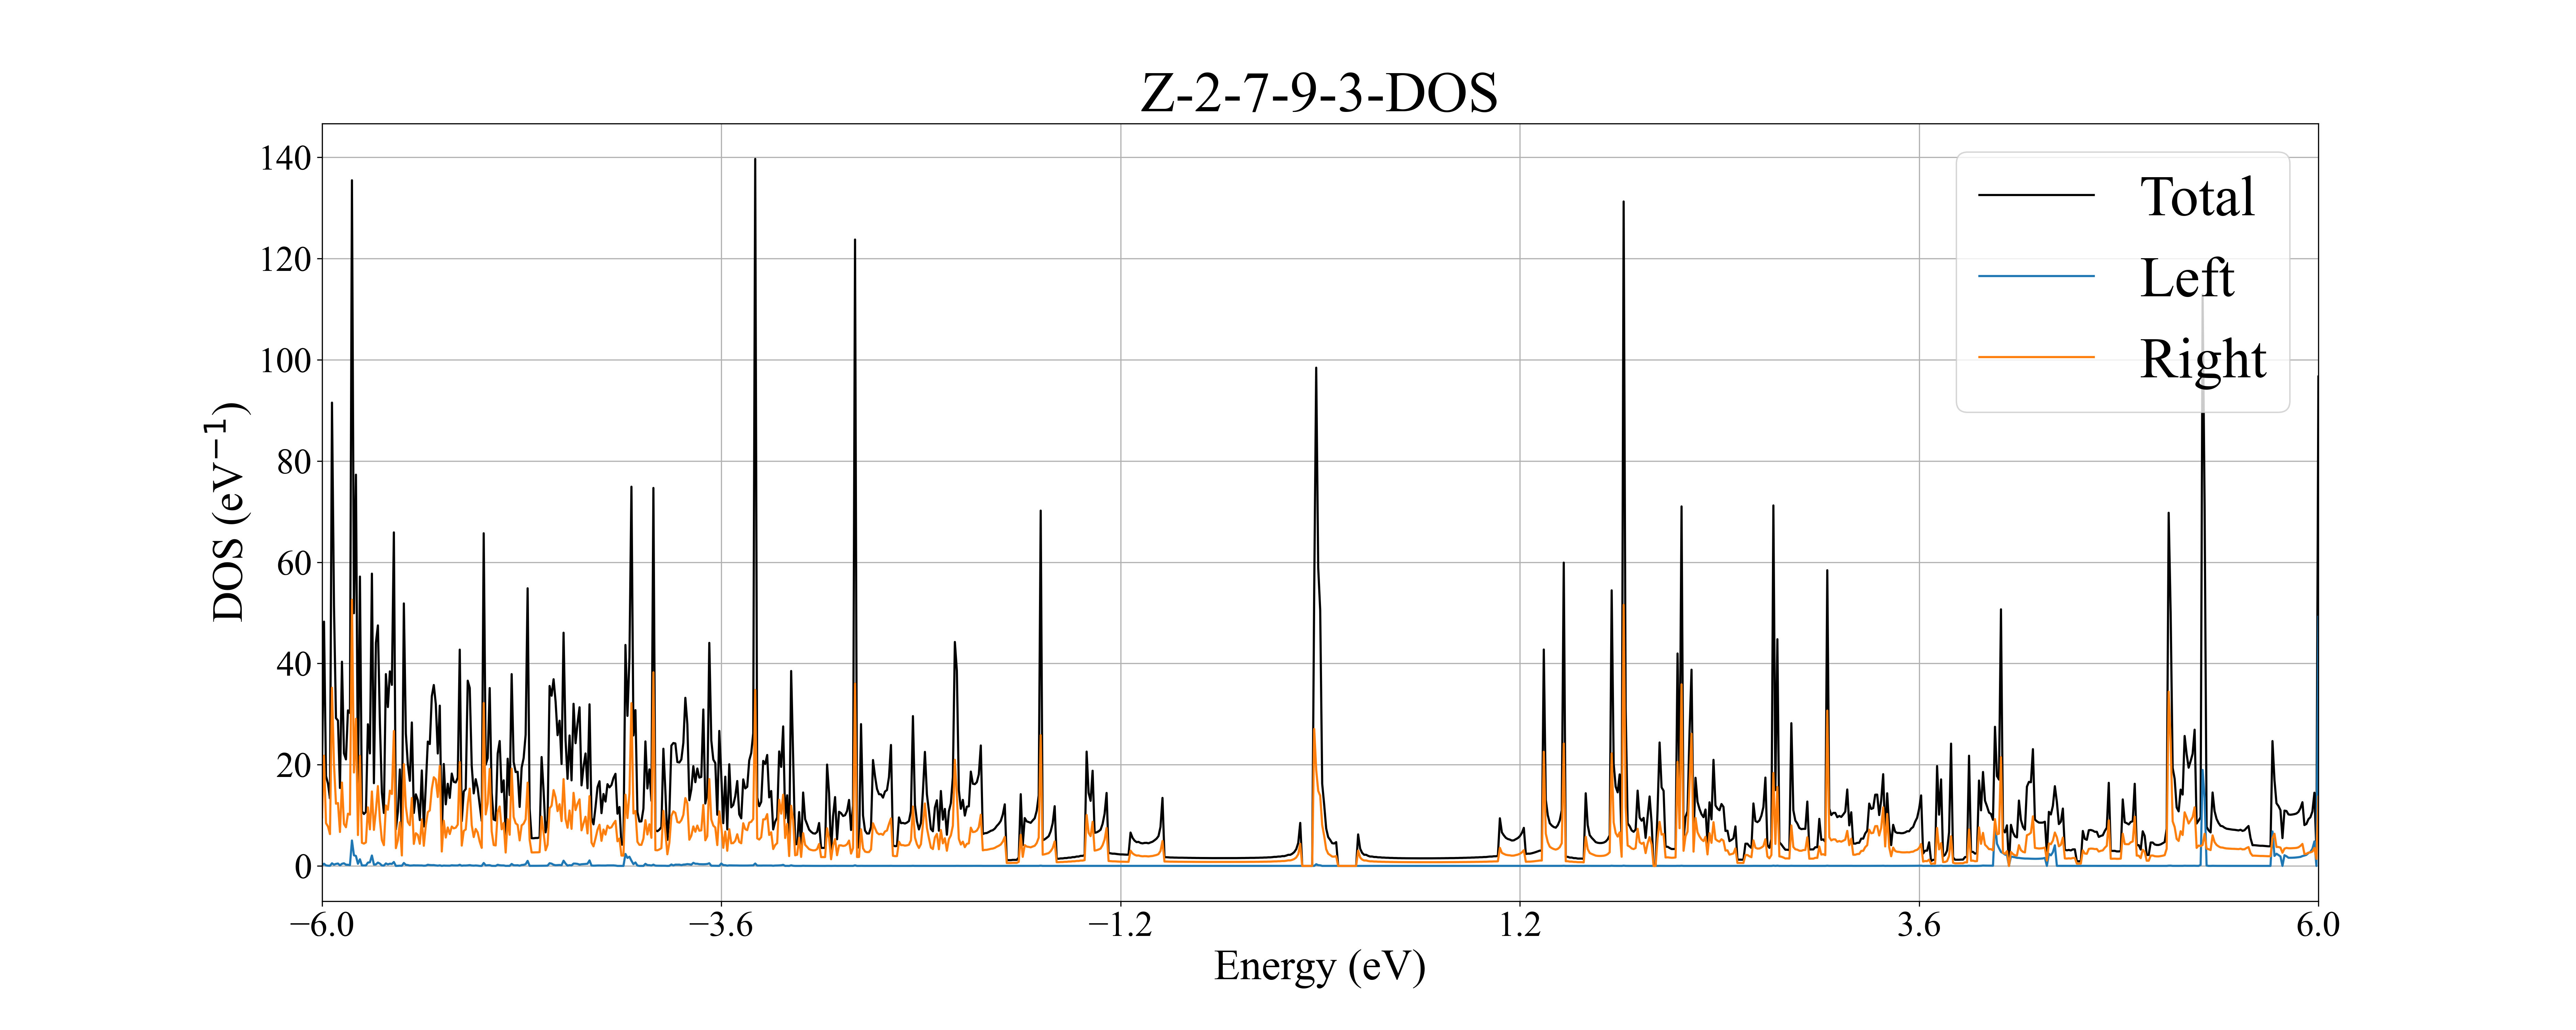 Z-2-7-9-3-DOS
140
120
100
80
60
40
20
0
DOS (eV⁻¹)
Total
Left
Right
−6.0 −3.6 −1.2 1.2 3.6 6.0
Energy (eV)